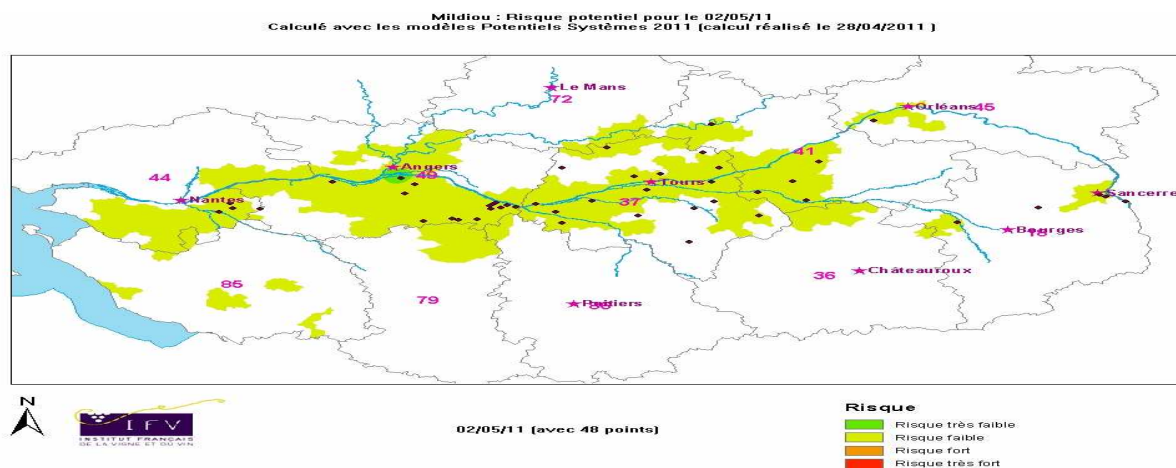 Mildiou : Risque potentiel pour le 02/05/11
Calculé avec les modèles Potentiels Systèmes 2011 (calcul réalisé le 28/04/2011 )
Le Mans
72
Orléans
45
41
Angers
49
44
Tours
Nantes
37
Sancerre
Bourges
18
36
Châteauroux
85
79
Poitiers
86
N
IFV
INSTITUT FRANÇAIS
DE LA VIGNE ET DU VIN
02/05/11 (avec 48 points)
Risque
Risque très faible
Risque faible
Risque fort
Risque très fort